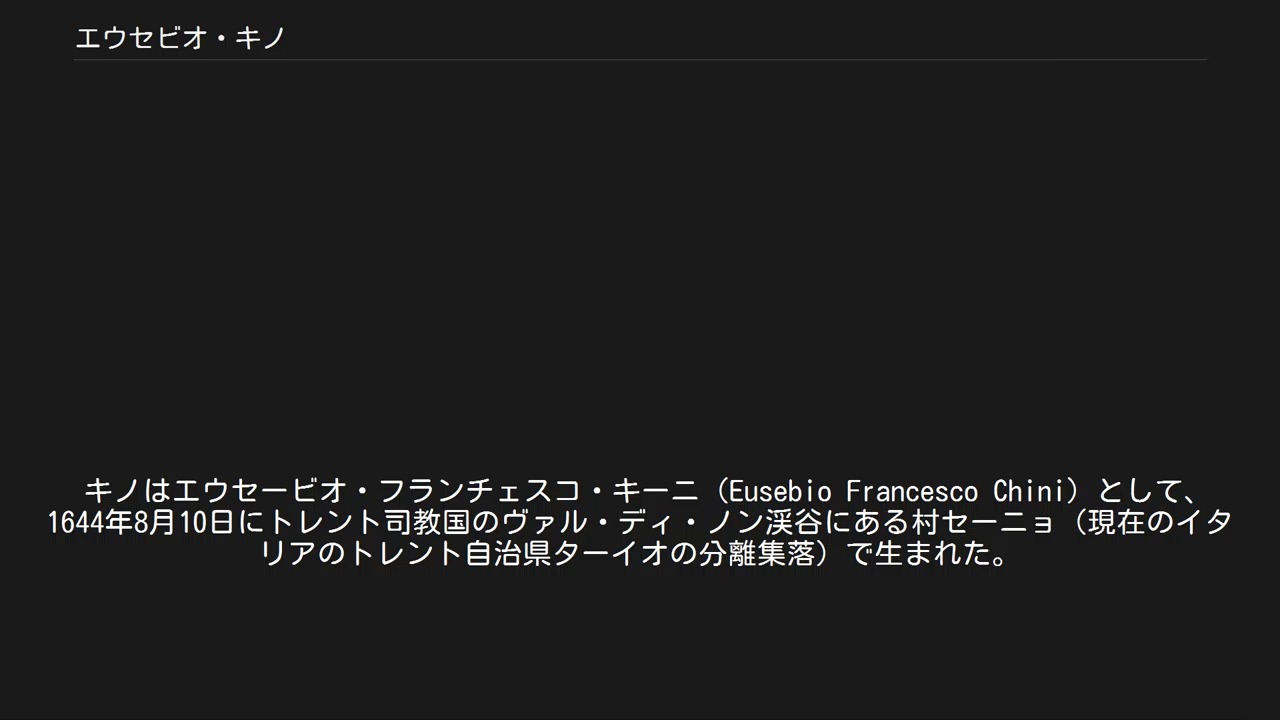 エウセビオ・キノ
キノはエウセービオ・フランチェスコ・キーニ（Eusebio Francesco Chini）として、
1644年8月10日にトレント司教国のヴァル・ディ・ノン渓谷にある村セーニョ（現在のイタ
リアのトレント自治県ターイオの分離集落）で生まれた。